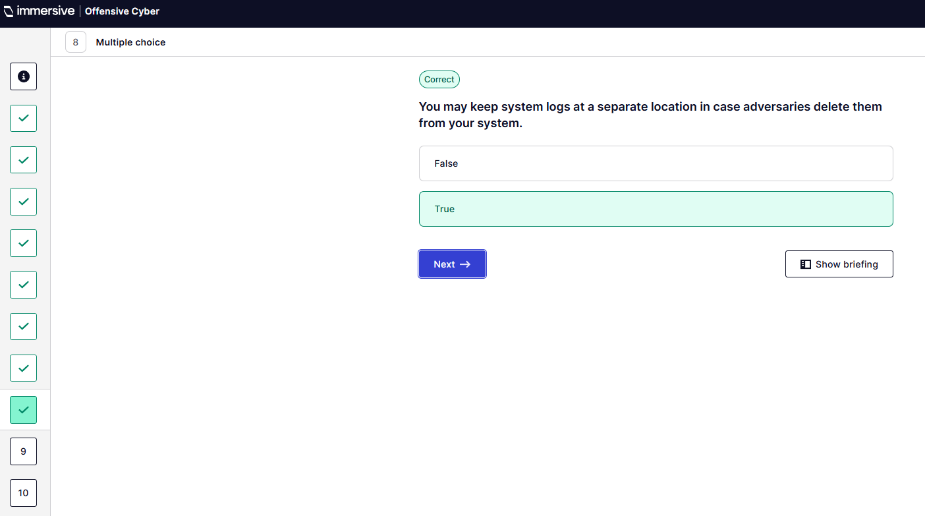 immersive | Offensive Cyber
8 Multiple choice
Correct
You may keep system logs at a separate location in case adversaries delete them
from your system.
False
True
Next →
Show briefing
9
10